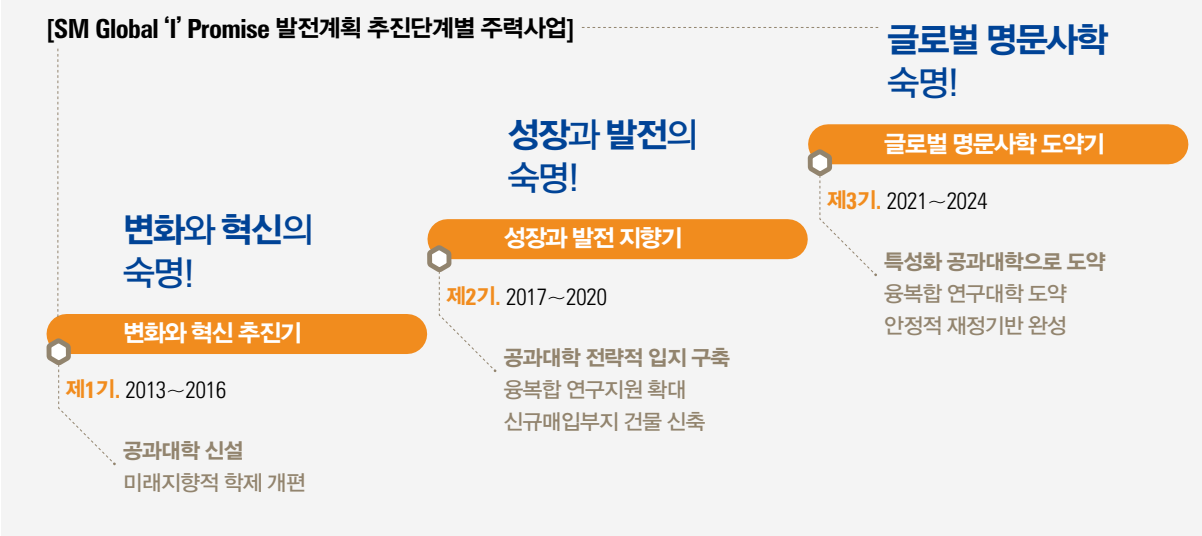 [SM Global ‘I’ Promise 발전계획 추진단계별 주력사업]
변화와 혁신의
숙명!
변화와 혁신 추진기
제1기. 2013~2016
공과대학 신설
미래지향적 학제 개편
성장과 발전의
숙명!
성장과 발전 지향기
제2기. 2017~2020
공과대학 전략적 입지 구축
융복합 연구지원 확대
신규매입부지 건물 신축
글로벌 명문사학
숙명!
글로벌 명문사학 도약기
제3기. 2021~2024
특성화 공과대학으로 도약
융복합 연구대학 도약
안정적 재정기반 완성